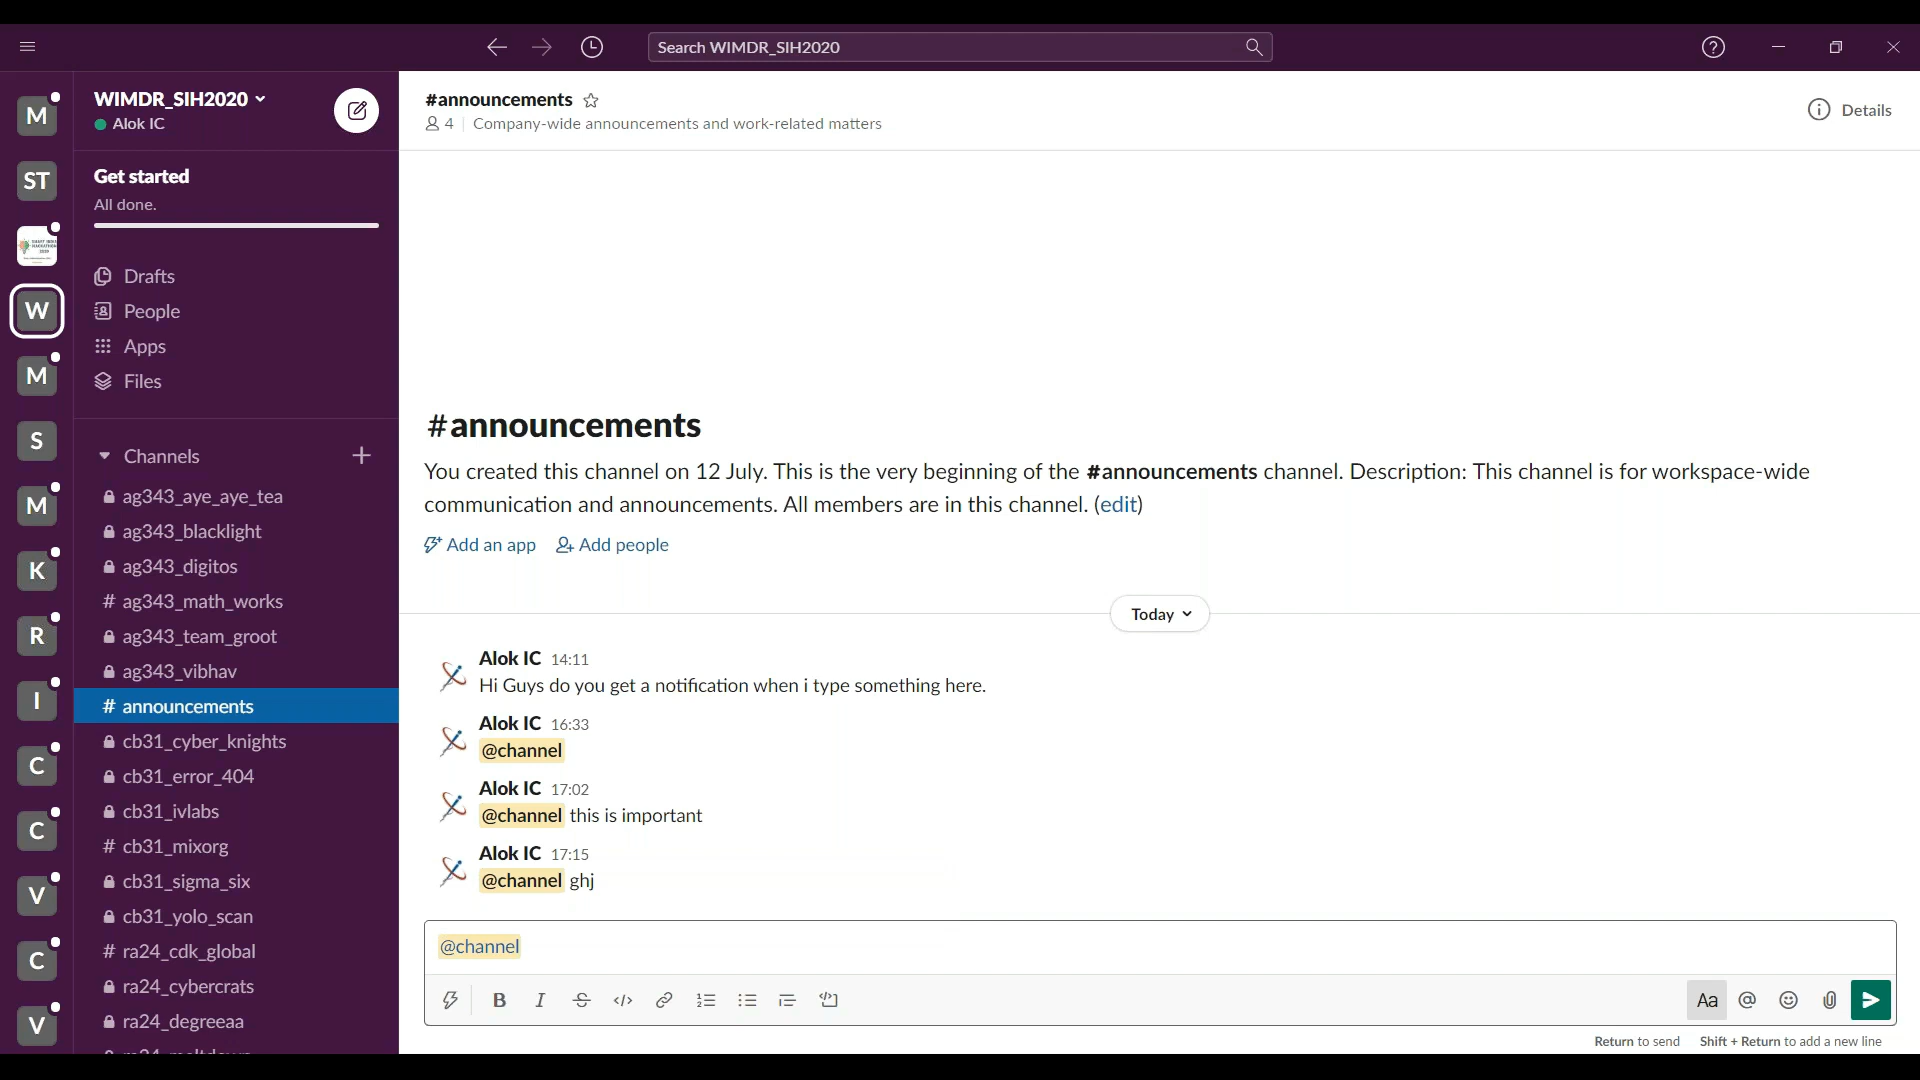 Search WIMDR_SIH2020
M
ST
W
M
S
M
K
R
I
C
C
V
C
V
WIMDR_SIH2020
Alok IC
Get started
All done.
Drafts
People
Apps
Files
Channels
ag343_aye_aye_tea
ag343_blacklight
ag343_digitos
# ag343_math_works
ag343_team_groot
ag343_vibhav
# announcements
cb31_cyber_knights
cb31_error_404
cb31_ivlabs
# cb31_mixorg
cb31_sigma_six
cb31_yolo_scan
# ra24_cdk_global
ra24_cybercrats
ra24_degreeaa
#announcements
4 | Company-wide announcements and work-related matters
Details
#announcements
You created this channel on 12 July. This is the very beginning of the #announcements channel. Description: This channel is for workspace-wide
communication and announcements. All members are in this channel. (edit)
Add an app Add people
Today
Alok IC 14:11
Hi Guys do you get a notification when i type something here.
Alok IC 16:33
@channel
Alok IC 17:02
@channel this is important
Alok IC 17:15
@channel ghj
@channel
B I S </> Aa @
Return to send Shift + Return to add a new line